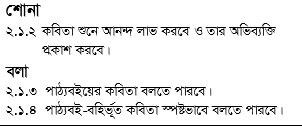 শোনা
২.১.২ কবিতা শুনে আনন্দ লাভ করবে ও তার অভিব্যক্তি
প্রকাশ করবে।
বলা
২.১.৩ পাঠ্যবইয়ের কবিতা বলতে পারবে।
২.১.৪ পাঠ্যবই-বহির্ভূত কবিতা স্পষ্টভাবে বলতে পারবে।